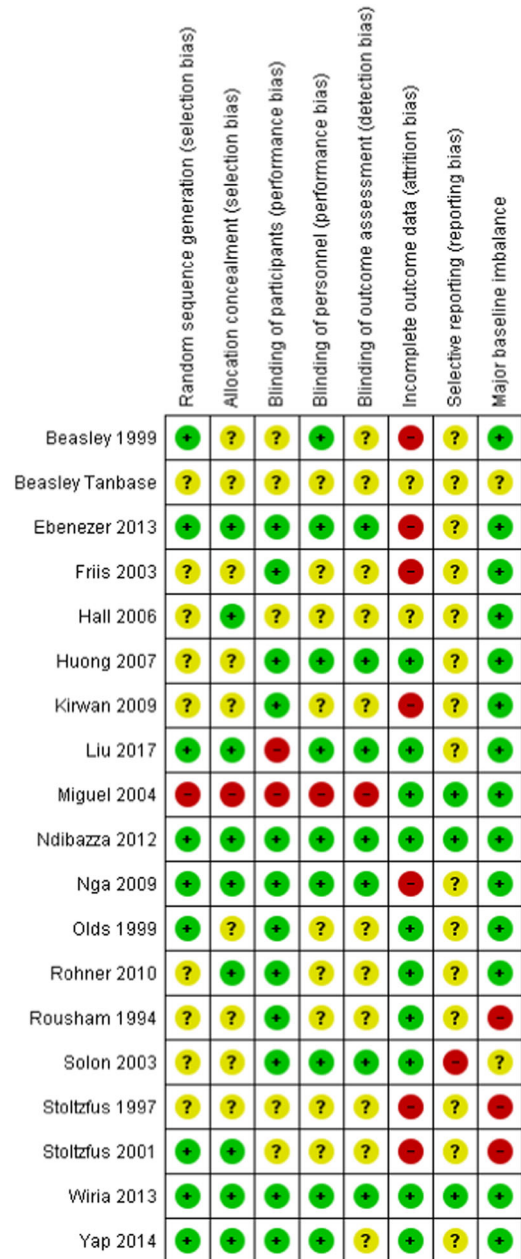 Random sequence generation (selection bias)
Allocation concealment (selection bias)
Blinding of participants (performance bias)
Blinding of personnel (performance bias)
Blinding of outcome assessment (detection bias)
Incomplete outcome data (attrition bias)
Selective reporting (reporting bias)
Major baseline imbalance
Beasley 1999 + ? ? + ? - ? +
Beasley Tanbase ? ? ? ? ? ? ? ?
Ebenezer 2013 + + + + + - ? +
Friis 2003 ? ? + ? ? - ? +
Hall 2006 ? + ? ? ? ? ? +
Huong 2007 ? ? + + + + ? +
Kirwan 2009 ? ? + ? ? - ? +
Liu 2017 + + - + + + ? +
Miguel 2004 - - - - - + + +
Ndibazza 2012 + + + + + + + +
Nga 2009 + + + + + - ? +
Olds 1999 + ? + ? ? + ? +
Rohner 2010 ? + + ? ? + ? +
Rousham 1994 ? ? + ? ? + ? -
Solon 2003 ? ? + + + + - ?
Stoltzfus 1997 ? ? ? ? ? - ? -
Stoltzfus 2001 + + ? ? ? - ? -
Wiria 2013 + + + + + + + +
Yap 2014 + + + + ? + ? +